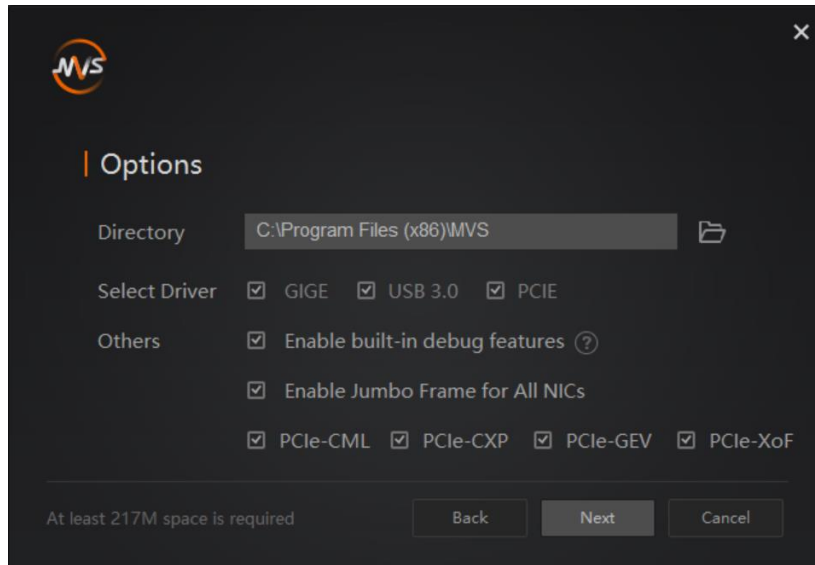 MVS
Options
Directory C:\Program Files (x86)\MVS
Select Driver GIGE USB 3.0 PCIE
Others Enable built-in debug features ?
Enable Jumbo Frame for All NICs
PCIe-CML PCIe-CXP PCIe-GEV PCIe-XoF
At least 217M space is required Back Next Cancel